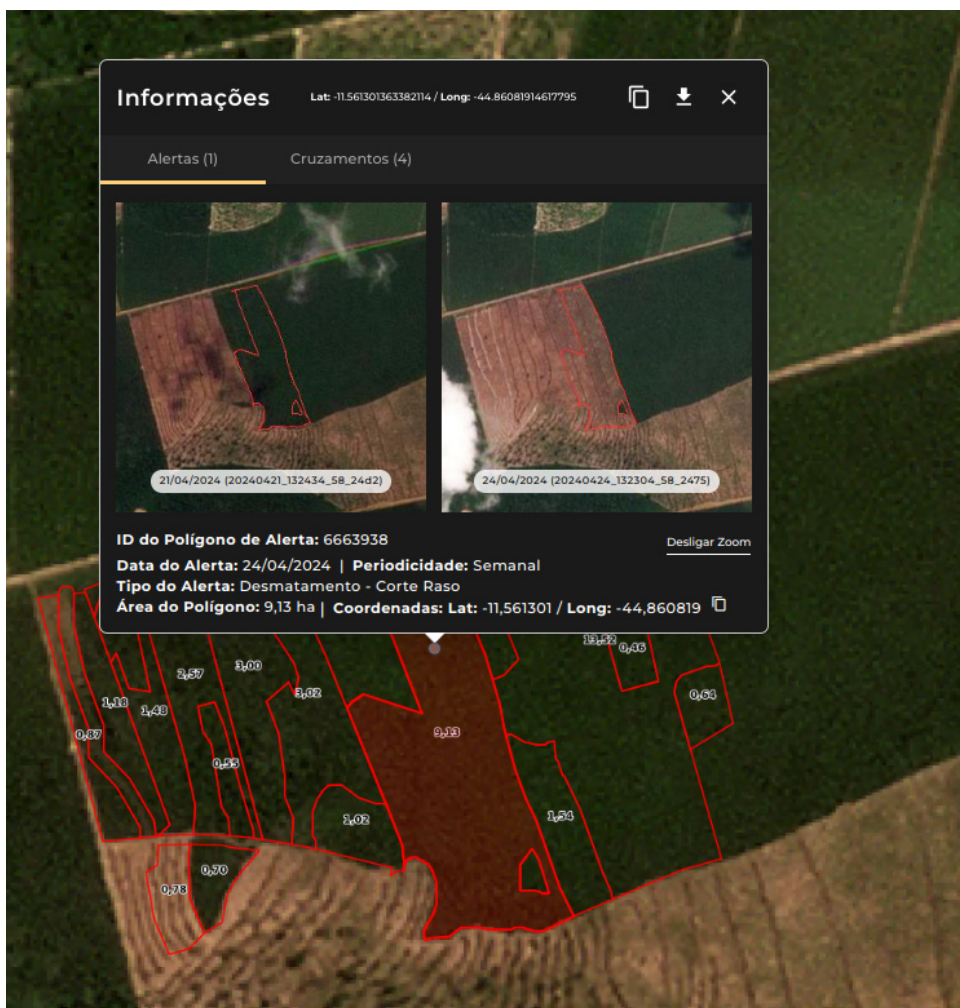 Informações
Lat: -11.561301363382114 / Long: -44.86081914617795
Alertas (1)
Cruzamentos (4)
21/04/2024 (20240421_132434_58_24d2)
24/04/2024 (20240424_132304_58_2475)
ID do Polígono de Alerta: 6663938
Desligar Zoom
Data do Alerta: 24/04/2024 | Periodicidade: Semanal
Tipo do Alerta: Desmatamento - Corte Raso
Área do Polígono: 9,13 ha | Coordenadas: Lat: -11,561301 / Long: -44,860819
13,52
0,46
3,00
2,57
3,02
0,64
1,18
1,48
0,87
9,13
0,55
1,02
1,54
0,70
0,78